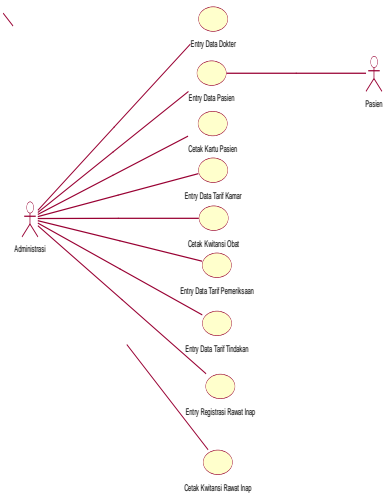 Entry Data Dokter
Entry Data Pasien
Pasien
Cetak Kartu Pasien
Entry Data Tarif Kamar
Administrasi
Cetak Kwitansi Obat
Entry Data Tarif Pemeriksaan
Entry Data Tarif Tindakan
Entry Registrasi Rawat Inap
Cetak Kwitansi Rawat Inap